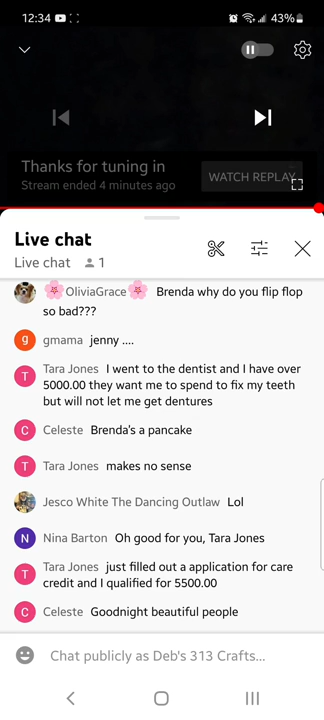 12:34
43%
Thanks for tuning in
Stream ended 4 minutes ago
WATCH REPLAY
Live chat
Live chat 1
🌸OliviaGrace🌸 Brenda why do you flip flop
so bad???
g gmama jenny ....
T Tara Jones I went to the dentist and I have over
5000.00 they want me to spend to fix my teeth
but will not let me get dentures
C Celeste Brenda's a pancake
T Tara Jones makes no sense
Jesco White The Dancing Outlaw Lol
N Nina Barton Oh good for you, Tara Jones
T Tara Jones just filled out a application for care
credit and I qualified for 5500.00
C Celeste Goodnight beautiful people
Chat publicly as Deb's 313 Crafts...